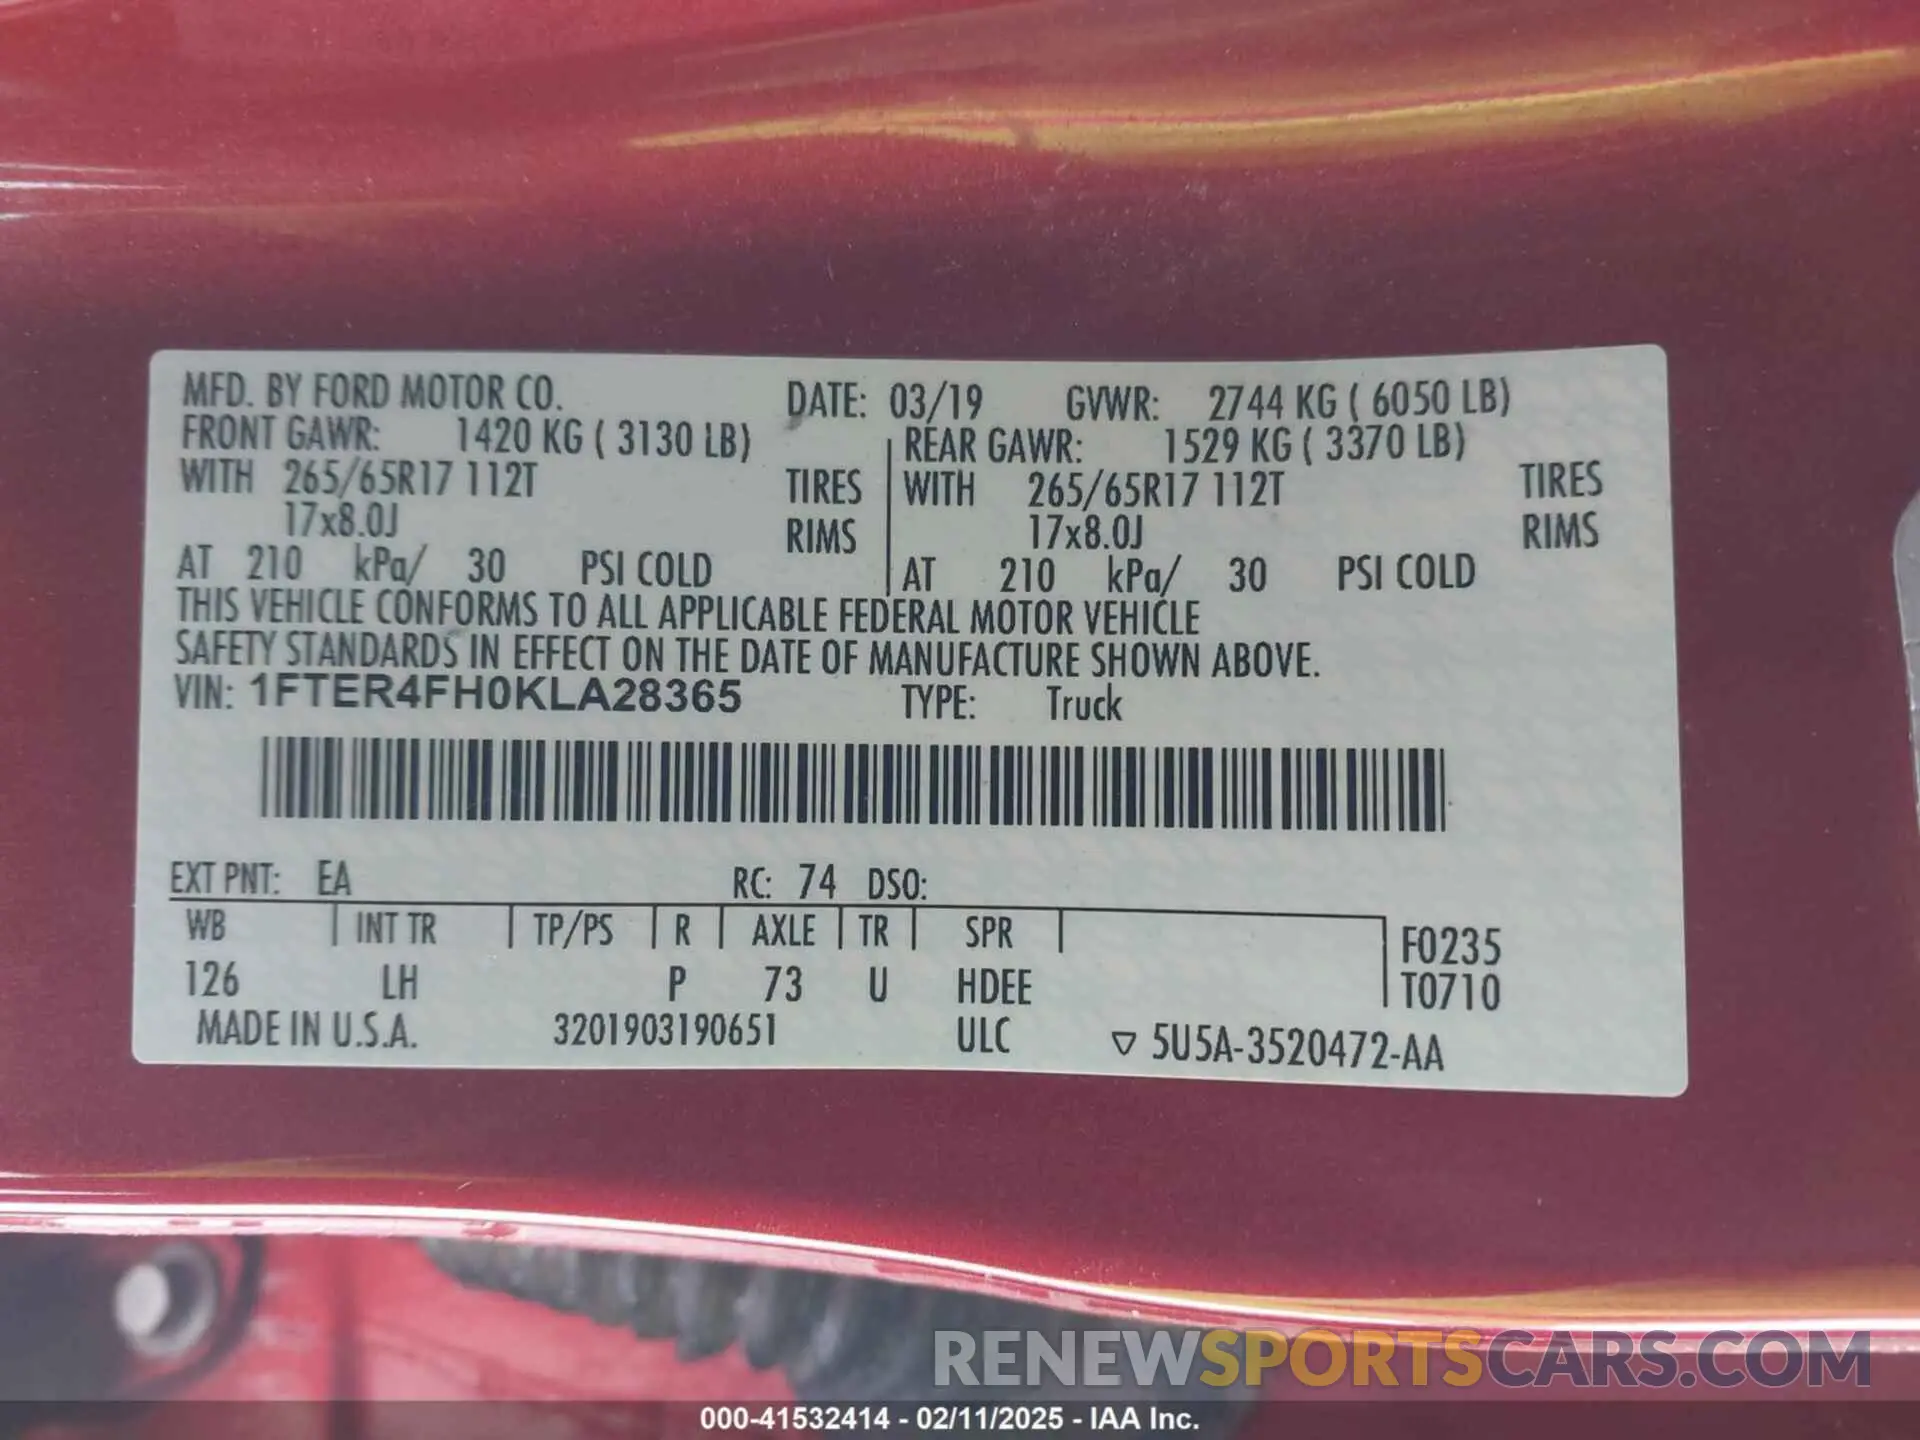 MFD. BY FORD MOTOR CO. DATE: 03/19 GVWR: 2744 KG ( 6050 LB)
FRONT GAWR: 1420 KG ( 3130 LB) REAR GAWR: 1529 KG ( 3370 LB)
WITH 265/65R17 112T TIRES WITH 265/65R17 112T TIRES
17x8.0J RIMS 17x8.0J RIMS
AT 210 kPa/ 30 PSI COLD AT 210 kPa/ 30 PSI COLD
THIS VEHICLE CONFORMS TO ALL APPLICABLE FEDERAL MOTOR VEHICLE
SAFETY STANDARDS IN EFFECT ON THE DATE OF MANUFACTURE SHOWN ABOVE.
VIN: 1FTER4FH0KLA28365 TYPE: Truck
EXT PNT: EA RC: 74 DSO:
WB INT TR TP/PS R AXLE TR SPR F0235
126 LH P 73 U HDEE T0710
MADE IN U.S.A. 3201903190651 ULC ▽ 5U5A-3520472-AA
RENEWSPORTSCARS.COM
000-41532414 - 02/11/2025 - IAA Inc.